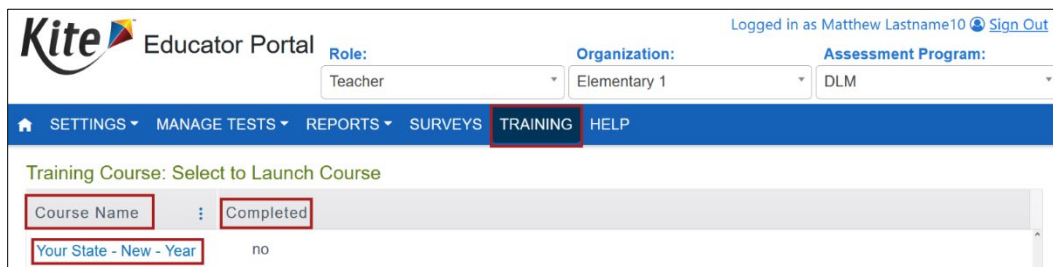 Logged in as Matthew Lastname10 Sign Out
Kite Educator Portal
Role: Organization: Assessment Program:
Teacher Elementary 1 DLM
SETTINGS MANAGE TESTS REPORTS SURVEYS TRAINING HELP
Training Course: Select to Launch Course
Course Name Completed
Your State - New - Year no